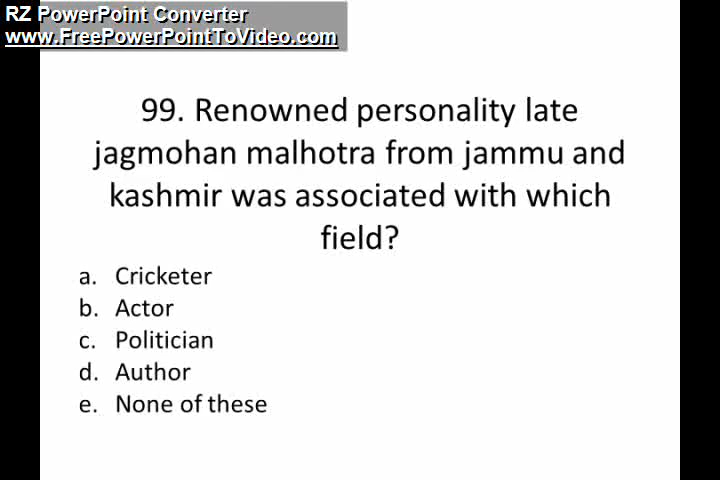 RZ PowerPoint Converter
www.FreePowerPointToVideo.com
99. Renowned personality late
jagmohan malhotra from jammu and
kashmir was associated with which
field?
a. Cricketer
b. Actor
c. Politician
d. Author
e. None of these